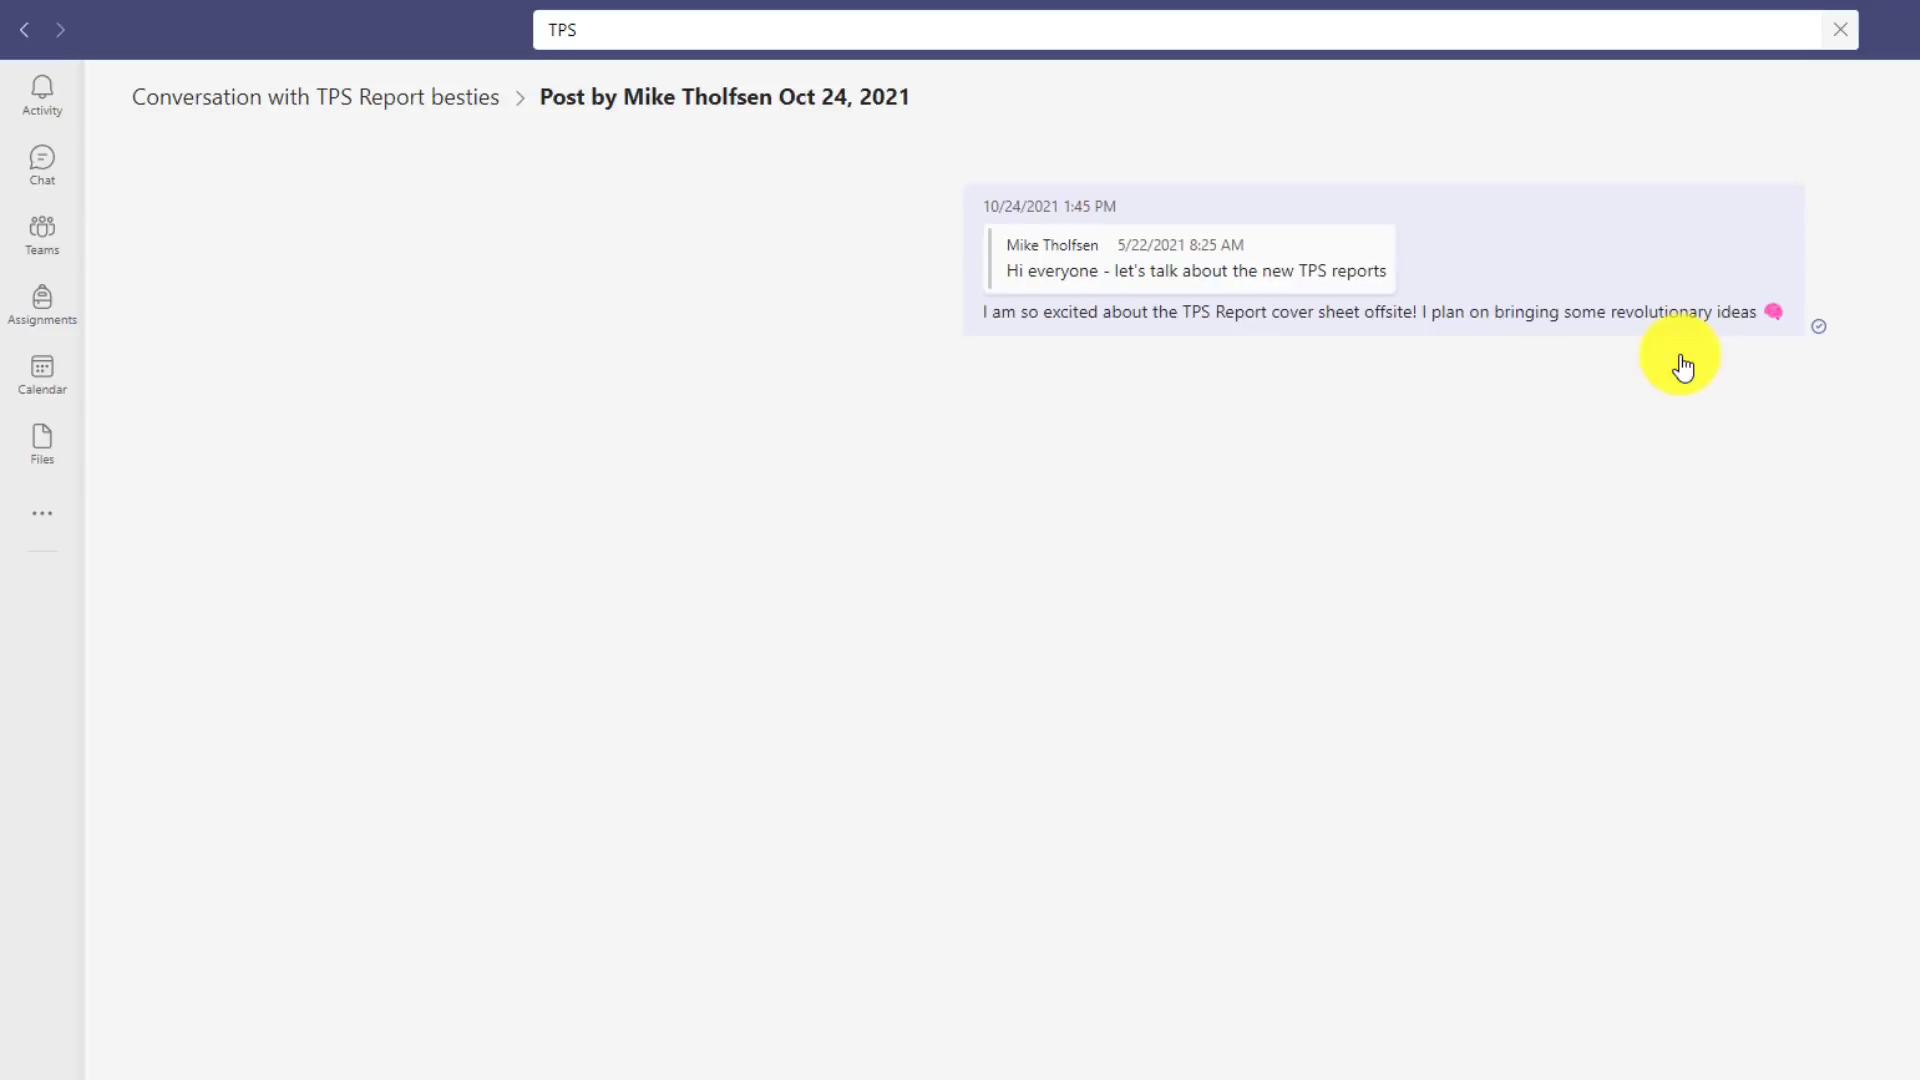 TPS
Activity
Chat
Teams
Assignments
Calendar
Files
Conversation with TPS Report besties > Post by Mike Tholfsen Oct 24, 2021
10/24/2021 1:45 PM
Mike Tholfsen 5/22/2021 8:25 AM
Hi everyone - let's talk about the new TPS reports
I am so excited about the TPS Report cover sheet offsite! I plan on bringing some revolutionary ideas 🧠